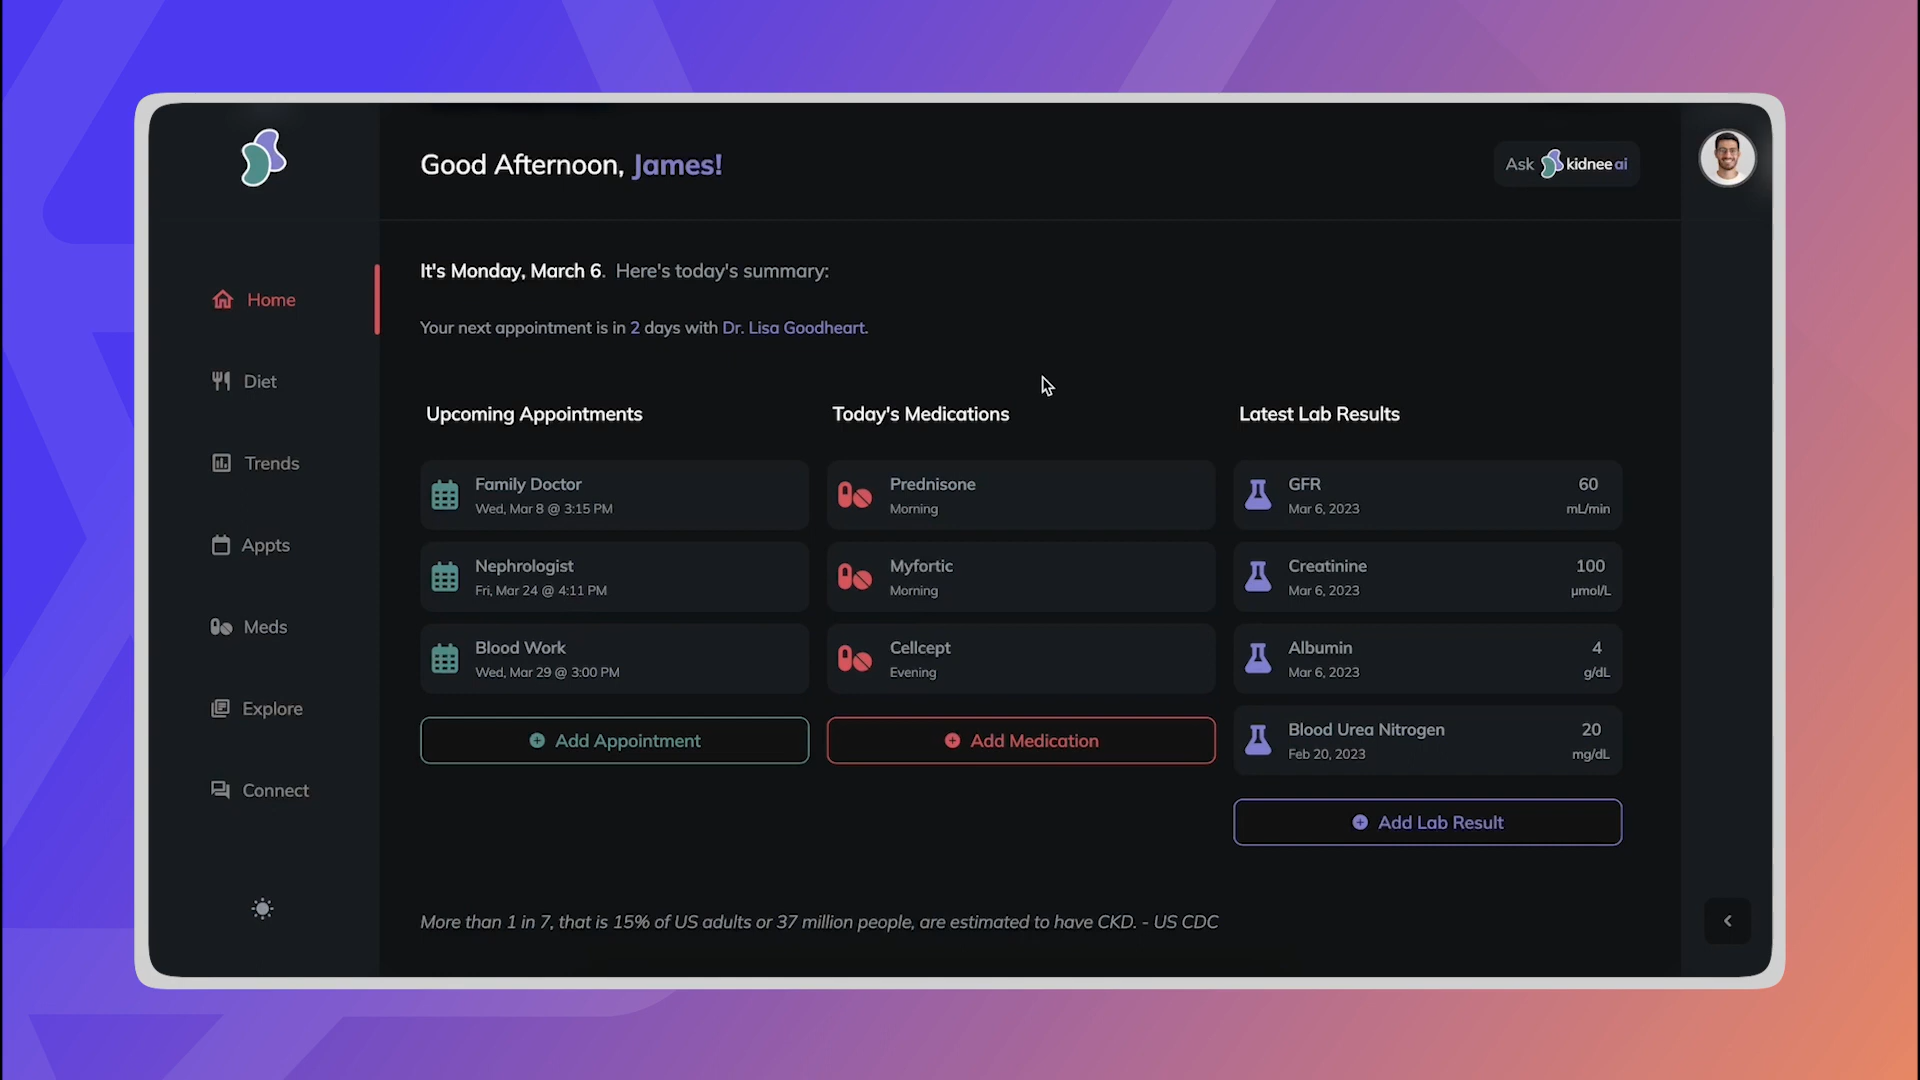 Good Afternoon, James!
Ask kidnee ai
Home
Diet
Trends
Appts
Meds
Explore
Connect
It's Monday, March 6. Here's today's summary:
Your next appointment is in 2 days with Dr. Lisa Goodheart.
Upcoming Appointments
Family Doctor
Wed, Mar 8 @ 3:15 PM
Nephrologist
Fri, Mar 24 @ 4:11 PM
Blood Work
Wed, Mar 29 @ 3:00 PM
Add Appointment
Today's Medications
Prednisone
Morning
Myfortic
Morning
Cellcept
Evening
Add Medication
Latest Lab Results
GFR 60
Mar 6, 2023 mL/min
Creatinine 100
Mar 6, 2023 µmol/L
Albumin 4
Mar 6, 2023 g/dL
Blood Urea Nitrogen 20
Feb 20, 2023 mg/dL
Add Lab Result
More than 1 in 7, that is 15% of US adults or 37 million people, are estimated to have CKD. - US CDC